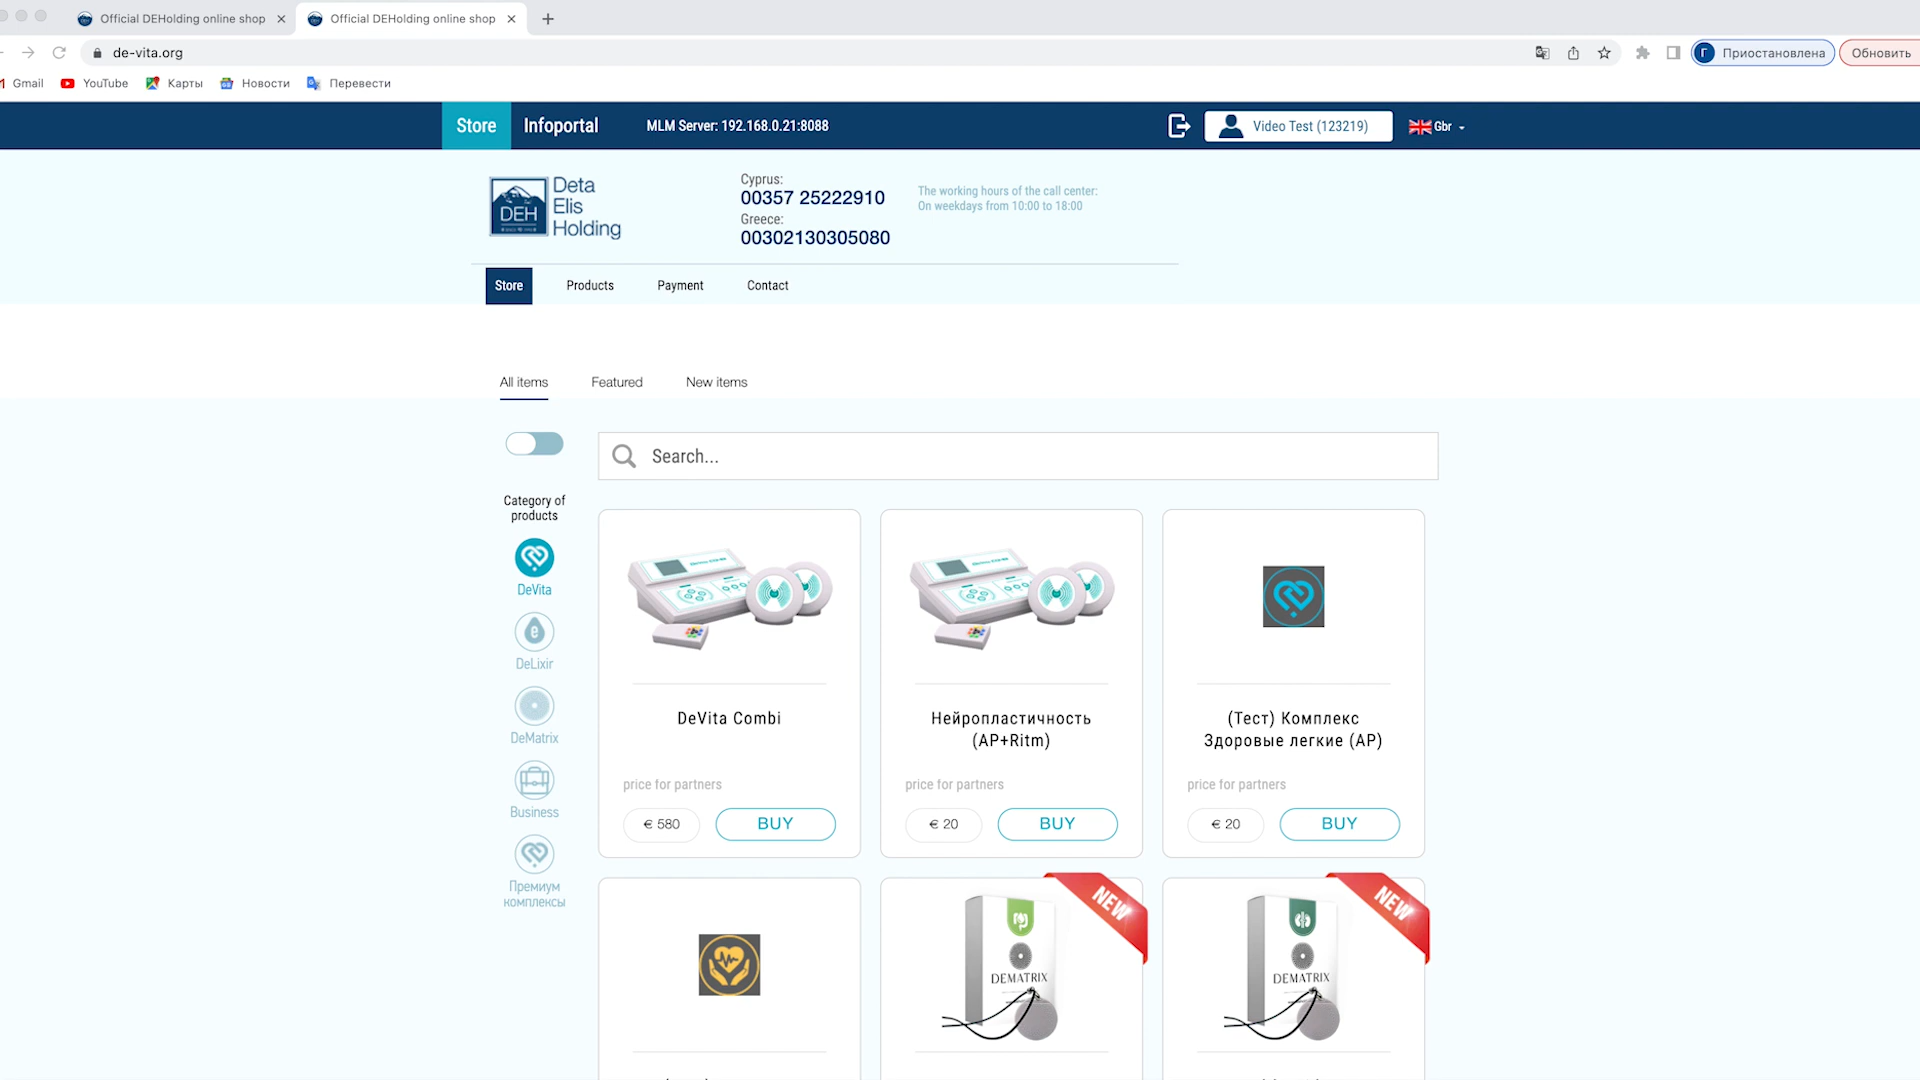 Official DEHolding online shop
Official DEHolding online shop
de-vita.org
Приостановлена
Обновить
Gmail
YouTube
Карты
Новости
Перевести
Store
Infoportal
MLM Server: 192.168.0.21:8088
Video Test (123219)
Gbr
DEH
Deta
Elis
Holding
Cyprus:
00357 25222910
Greece:
00302130305080
The working hours of the call center:
On weekdays from 10:00 to 18:00
Store
Products
Payment
Contact
All items
Featured
New items
Search...
Category of
products
DeVita
DeLixir
DeMatrix
Business
Премиум
комплексы
DeVita Combi
price for partners
€ 580
BUY
Нейропластичность
(AP+Ritm)
price for partners
€ 20
BUY
(Тест) Комплекс
Здоровые легкие (AP)
price for partners
€ 20
BUY
NEW
DEMATRIX
NEW
DEMATRIX